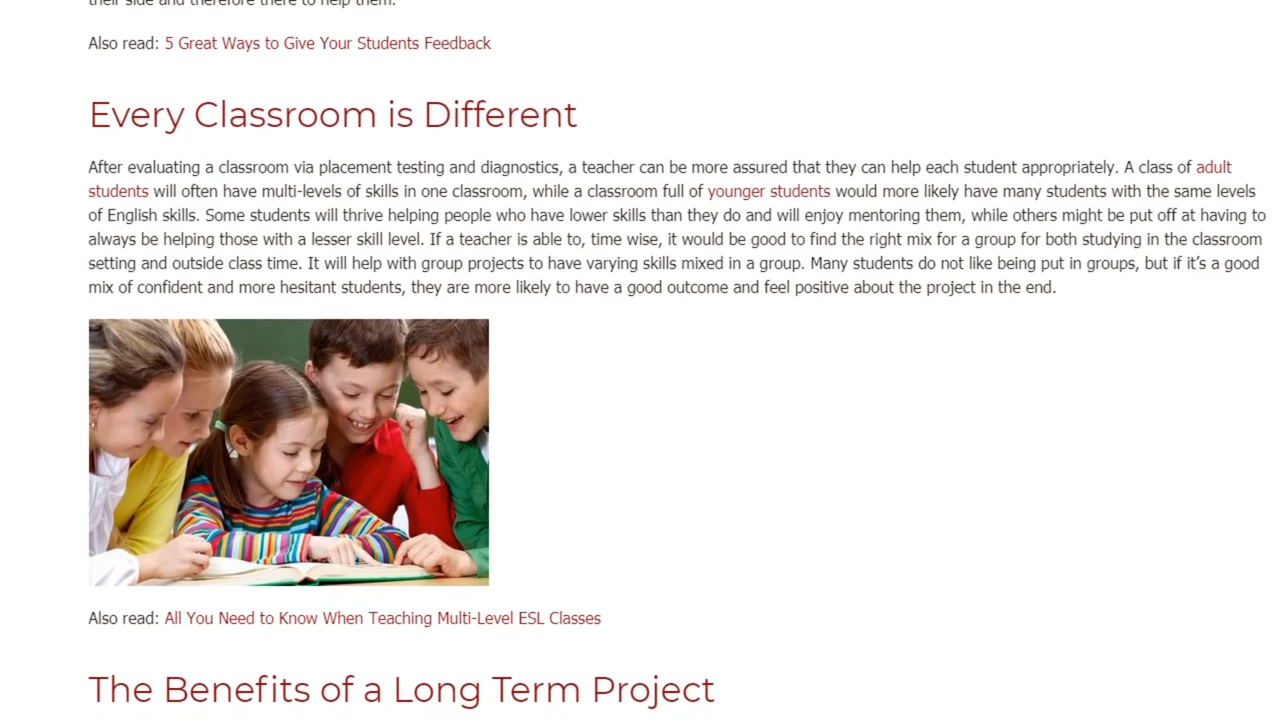 their side and therefore there to help them.
Also read: 5 Great Ways to Give Your Students Feedback
Every Classroom is Different
After evaluating a classroom via placement testing and diagnostics, a teacher can be more assured that they can help each student appropriately. A class of adult
students will often have multi-levels of skills in one classroom, while a classroom full of younger students would more likely have many students with the same levels
of English skills. Some students will thrive helping people who have lower skills than they do and will enjoy mentoring them, while others might be put off at having to
always be helping those with a lesser skill level. If a teacher is able to, time wise, it would be good to find the right mix for a group for both studying in the classroom
setting and outside class time. It will help with group projects to have varying skills mixed in a group. Many students do not like being put in groups, but if it’s a good
mix of confident and more hesitant students, they are more likely to have a good outcome and feel positive about the project in the end.
Also read: All You Need to Know When Teaching Multi-Level ESL Classes
The Benefits of a Long Term Project